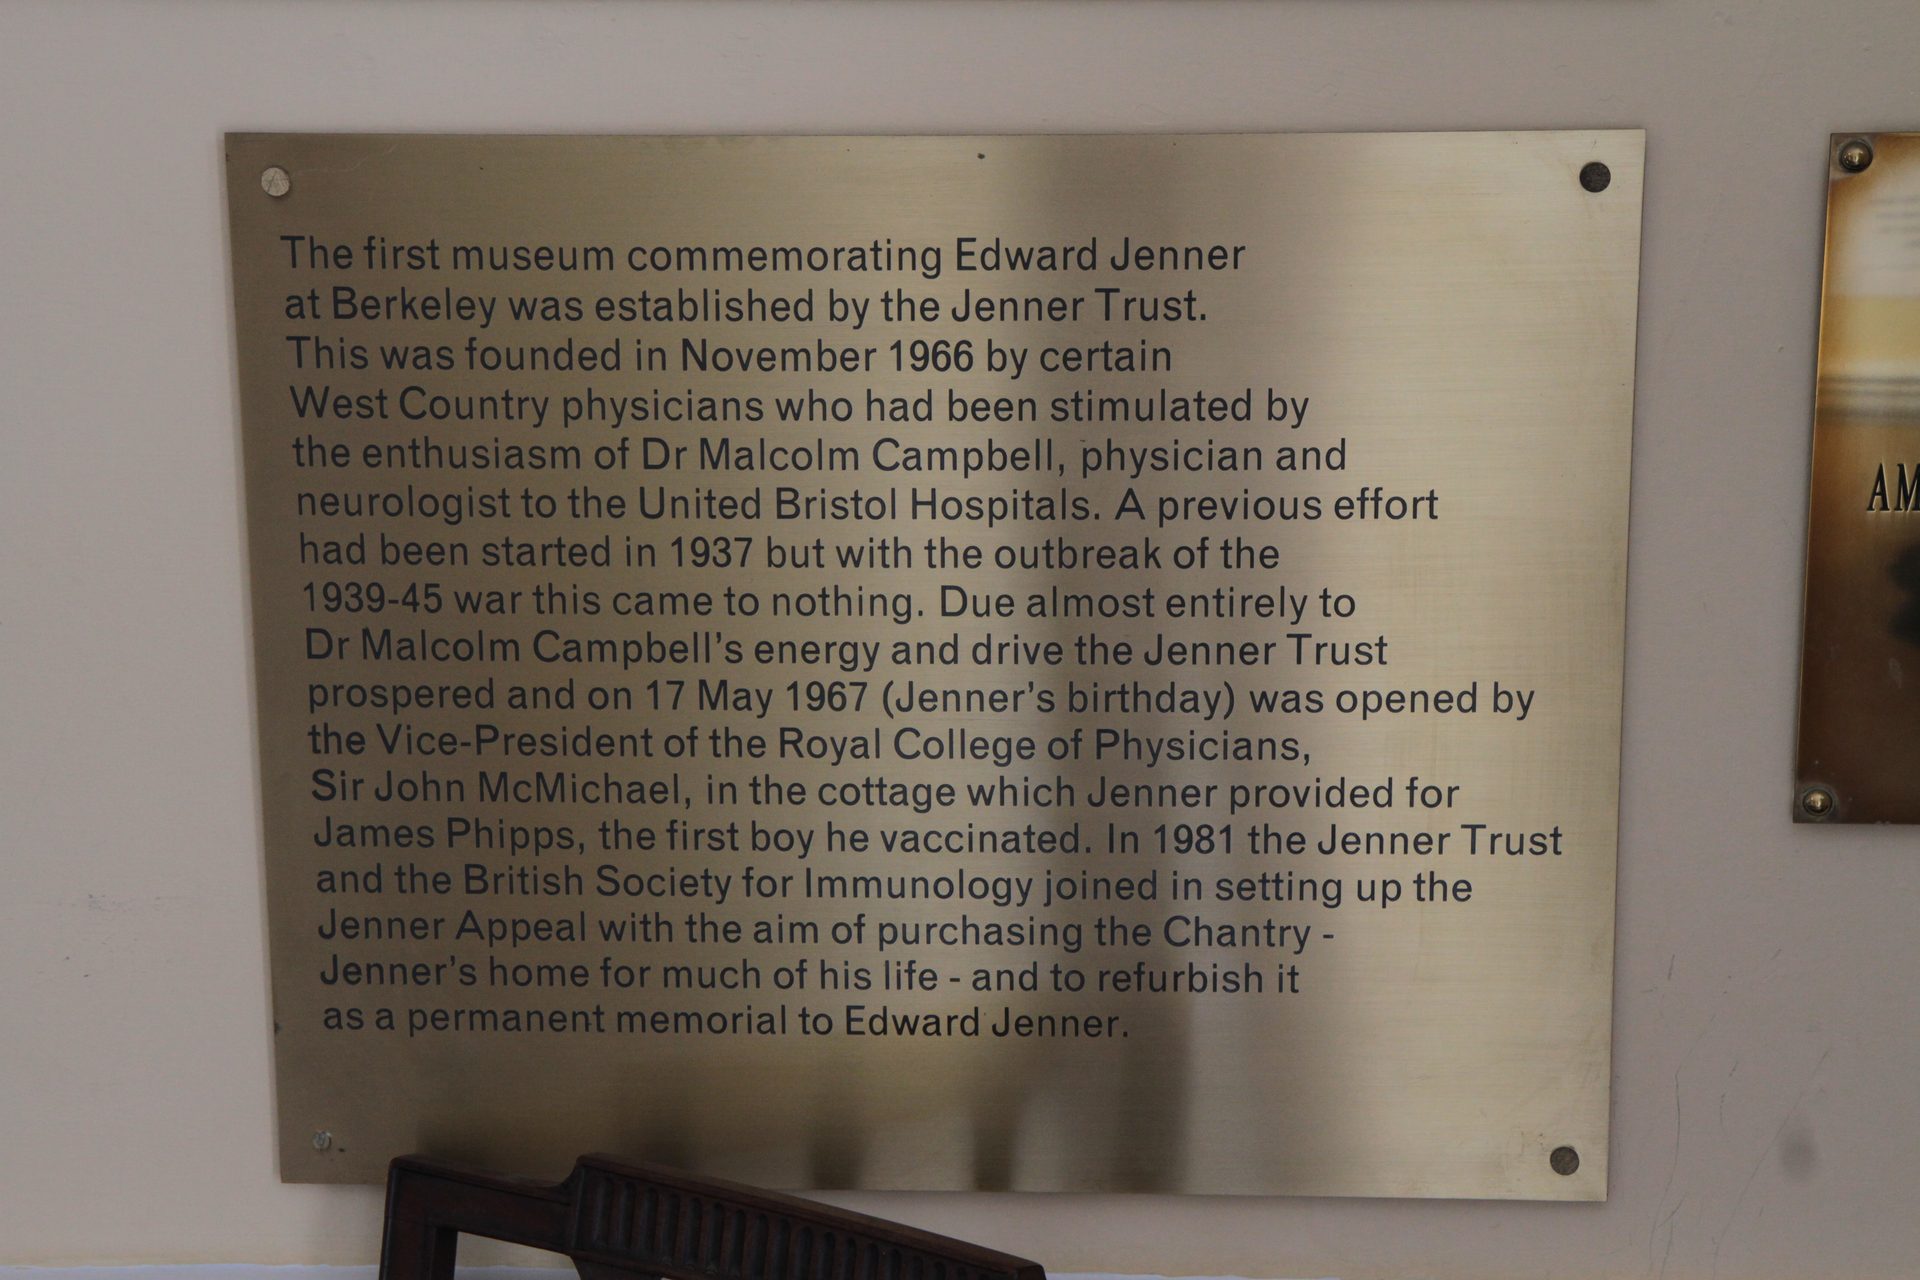 The first museum commemorating Edward Jenner
at Berkeley was established by the Jenner Trust.
This was founded in November 1966 by certain
West Country physicians who had been stimulated by
the enthusiasm of Dr Malcolm Campbell, physician and
neurologist to the United Bristol Hospitals. A previous effort
had been started in 1937 but with the outbreak of the
1939-45 war this came to nothing. Due almost entirely to
Dr Malcolm Campbell's energy and drive the Jenner Trust
prospered and on 17 May 1967 (Jenner's birthday) was opened by
the Vice-President of the Royal College of Physicians,
Sir John McMichael, in the cottage which Jenner provided for
James Phipps, the first boy he vaccinated. In 1981 the Jenner Trust
and the British Society for Immunology joined in setting up the
Jenner Appeal with the aim of purchasing the Chantry -
Jenner's home for much of his life - and to refurbish it
as a permanent memorial to Edward Jenner.